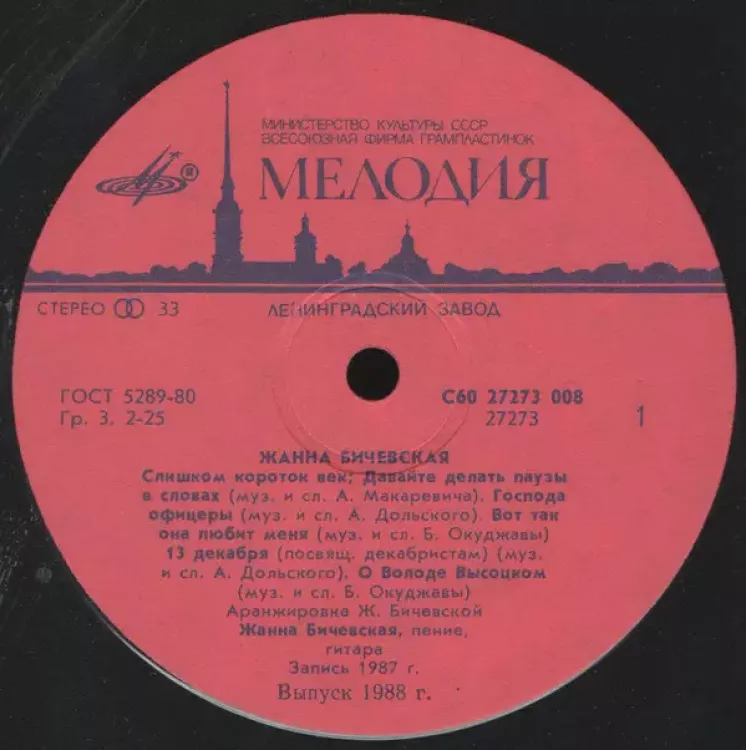 МИНИСТЕРСТВО КУЛЬТУРЫ СССР
ВСЕСОЮЗНАЯ ФИРМА ГРАМПЛАСТИНОК
МЕЛОДИЯ
®
СТЕРЕО 33
ЛЕНИНГРАДСКИЙ ЗАВОД
ГОСТ 5289-80
Гр. 3. 2-25
С60 27273 008
27273
1
ЖАННА БИЧЕВСКАЯ
Слишком короток век; Давайте делать паузы
в словах (муз. и сл. А. Макаревича). Господа
офицеры (муз. и сл. А. Дольского). Вот так
она любит меня (муз. и сл. Б. Окуджавы)
13 декабря (посвящ. декабристам) (муз.
и сл. А. Дольского). О Володе Высоцком
(муз. и сл. Б. Окуджавы)
Аранжировка Ж. Бичевской
Жанна Бичевская, пение,
гитара
Запись 1987 г.
Выпуск 1988 г.